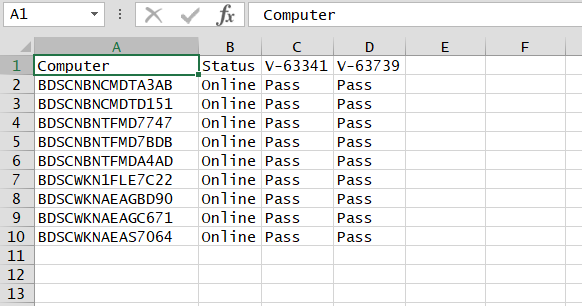 A1 fx Computer
A B C D E F
1 Computer Status V-63341 V-63739
2 BDSCNBNCMDTA3AB Online Pass Pass
3 BDSCNBNCMDTD151 Online Pass Pass
4 BDSCNBNTFMD7747 Online Pass Pass
5 BDSCNBNTFMD7BDB Online Pass Pass
6 BDSCNBNTFMDA4AD Online Pass Pass
7 BDSCWKN1FLE7C22 Online Pass Pass
8 BDSCWKNAEAGBD90 Online Pass Pass
9 BDSCWKNAEAGC671 Online Pass Pass
10 BDSCWKNAEAS7064 Online Pass Pass
11
12
13